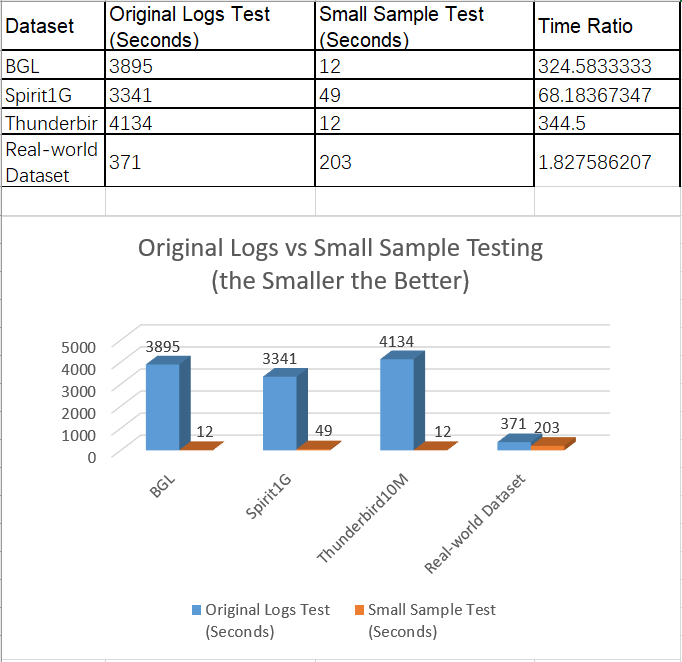 Dataset
Original Logs Test
(Seconds)
Small Sample Test
(Seconds)
Time Ratio
BGL
3895
12
324.5833333
Spirit1G
3341
49
68.18367347
Thunderbir
4134
12
344.5
Real-world
Dataset
371
203
1.827586207
Original Logs vs Small Sample Testing
(the Smaller the Better)
5000
4000
3000
2000
1000
0
3895
12
3341
49
4134
12
371
203
BGL
Spirit1G
Thunderbird10M
Real-world Dataset
Original Logs Test
(Seconds)
Small Sample Test
(Seconds)